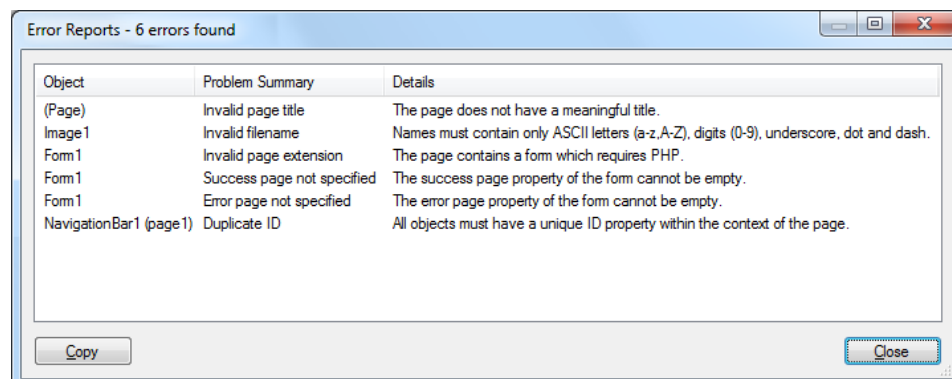 Error Reports - 6 errors found
Object Problem Summary Details
(Page) Invalid page title The page does not have a meaningful title.
Image1 Invalid filename Names must contain only ASCII letters (a-z,A-Z), digits (0-9), underscore, dot and dash.
Form1 Invalid page extension The page contains a form which requires PHP.
Form1 Success page not specified The success page property of the form cannot be empty.
Form1 Error page not specified The error page property of the form cannot be empty.
NavigationBar1 (page1) Duplicate ID All objects must have a unique ID property within the context of the page.
Copy Close